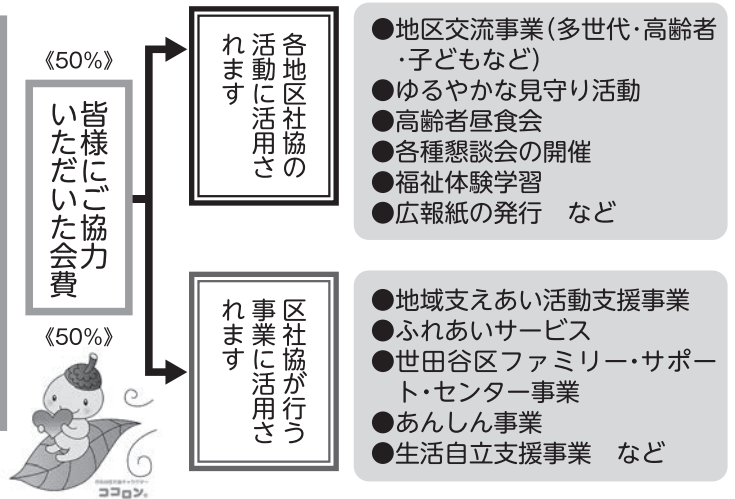 《50%》
皆様にご協力
いただいた会費
《50%》
各地区社協の
活動に活用さ
れます
●地区交流事業(多世代・高齢者
・子どもなど)
●ゆるやかな見守り活動
●高齢者昼食会
●各種懇談会の開催
●福祉体験学習
●広報紙の発行　など
区社協が行う
事業に活用さ
れます
●地域支えあい活動支援事業
●ふれあいサービス
●世田谷区ファミリー・サポー
ト・センター事業
●あんしん事業
●生活自立支援事業　など
ココロン®